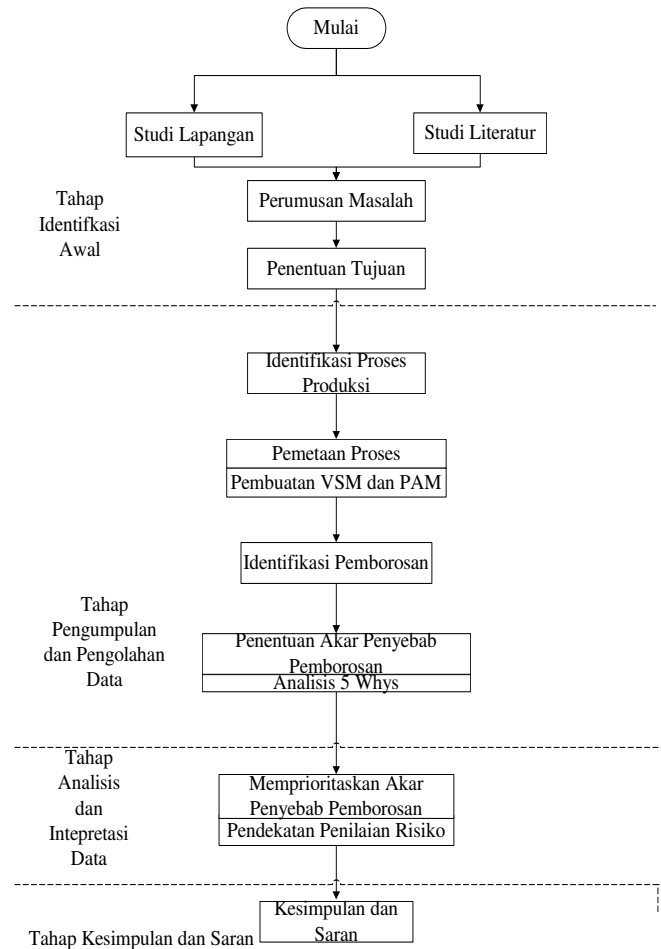 Mulai
Studi Lapangan
Studi Literatur
Tahap
Identifkasi
Awal
Perumusan Masalah
Penentuan Tujuan
Identifikasi Proses
Produksi
Pemetaan Proses
Pembuatan VSM dan PAM
Identifikasi Pemborosan
Tahap
Pengumpulan
dan Pengolahan
Data
Penentuan Akar Penyebab
Pemborosan
Analisis 5 Whys
Tahap
Analisis
dan
Intepretasi
Data
Memprioritaskan Akar
Penyebab Pemborosan
Pendekatan Penilaian Risiko
Kesimpulan dan
Saran
Tahap Kesimpulan dan Saran